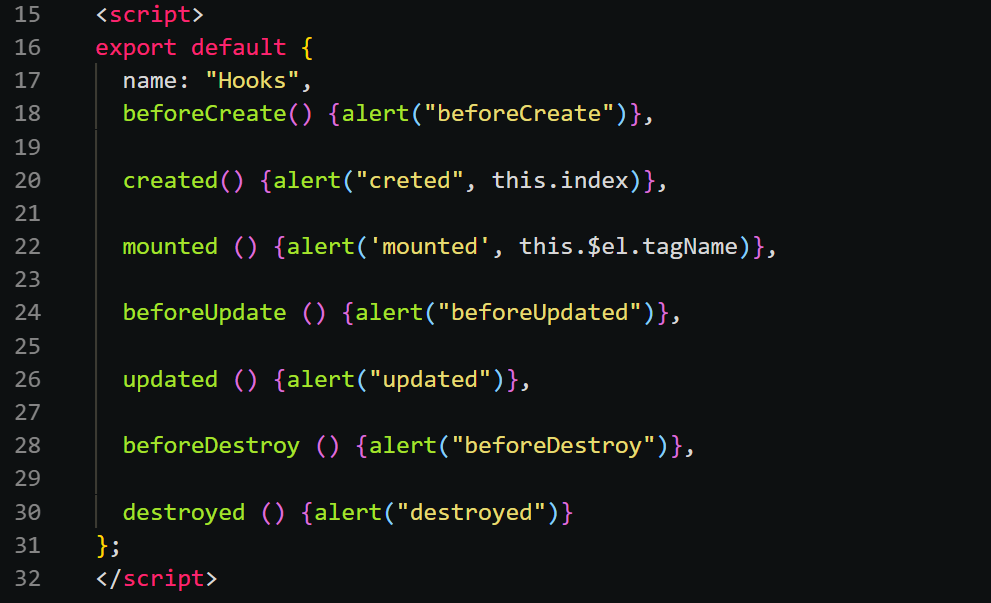 15 <script>
16 export default {
17 name: "Hooks",
18 beforeCreate() {alert("beforeCreate")},
19
20 created() {alert("creted", this.index)},
21
22 mounted () {alert('mounted', this.$el.tagName)},
23
24 beforeUpdate () {alert("beforeUpdated")},
25
26 updated () {alert("updated")},
27
28 beforeDestroy () {alert("beforeDestroy")},
29
30 destroyed () {alert("destroyed")}
31 };
32 </script>